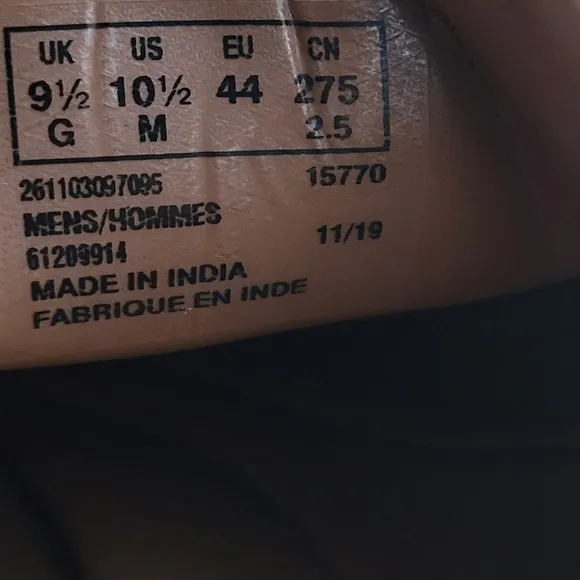 UK US EU CN
9½ 10½ 44 275
G M 2.5
261103097095 15770
MENS/HOMMES
61209914 11/19
MADE IN INDIA
FABRIQUE EN INDE